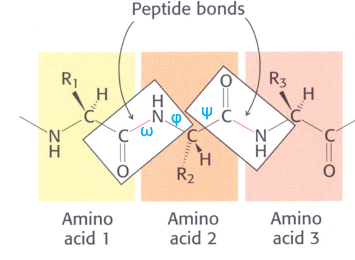 Peptide bonds
R1 H H O R3 H
N H C O ω N φ C H R2 ψ C N H C C O
Amino acid 1
Amino acid 2
Amino acid 3